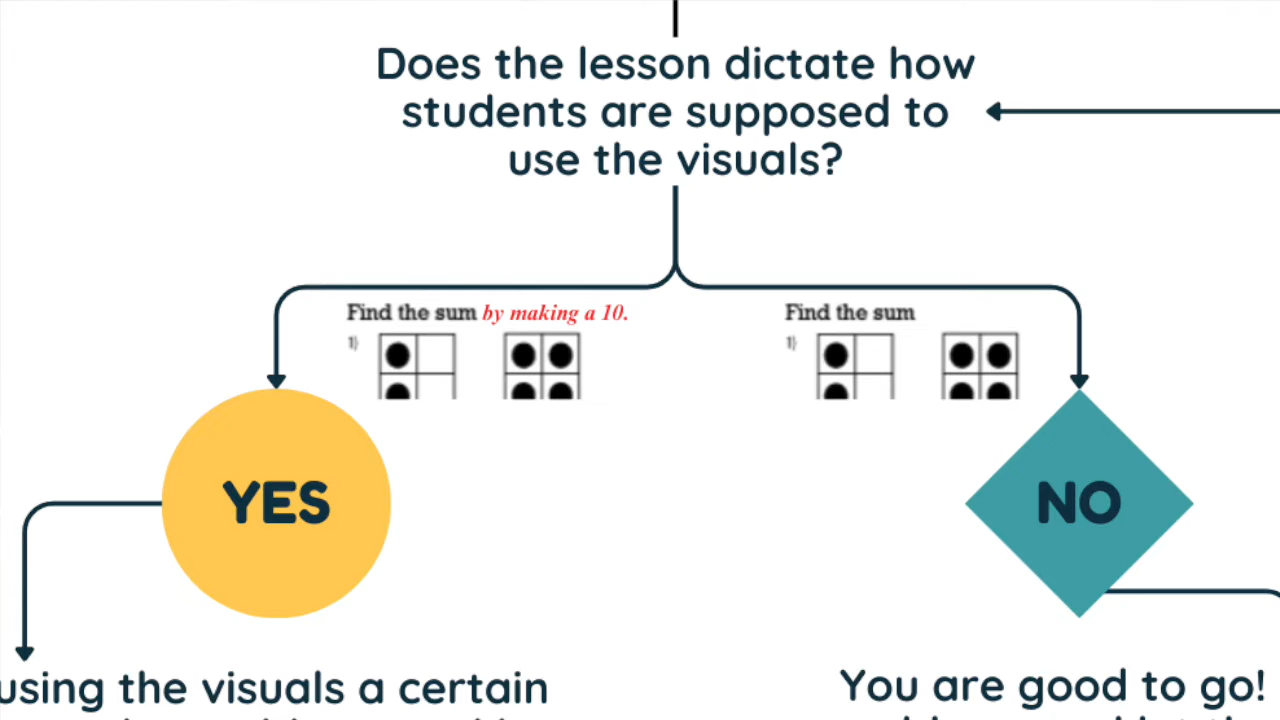 Does the lesson dictate how
students are supposed to
use the visuals?
Find the sum by making a 10.
1)
Find the sum
1)
YES
NO
using the visuals a certain
You are good to go!